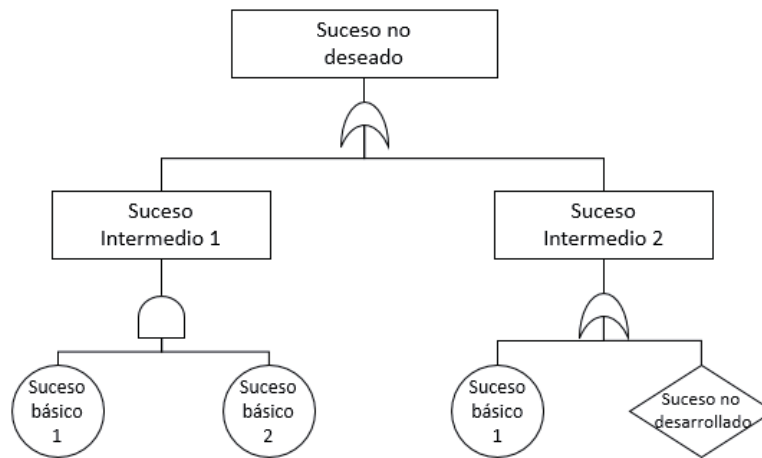 Suceso no
deseado
Suceso
Intermedio 1
Suceso
Intermedio 2
Suceso
básico
1
Suceso
básico
2
Suceso
básico
1
Suceso no
desarrollado